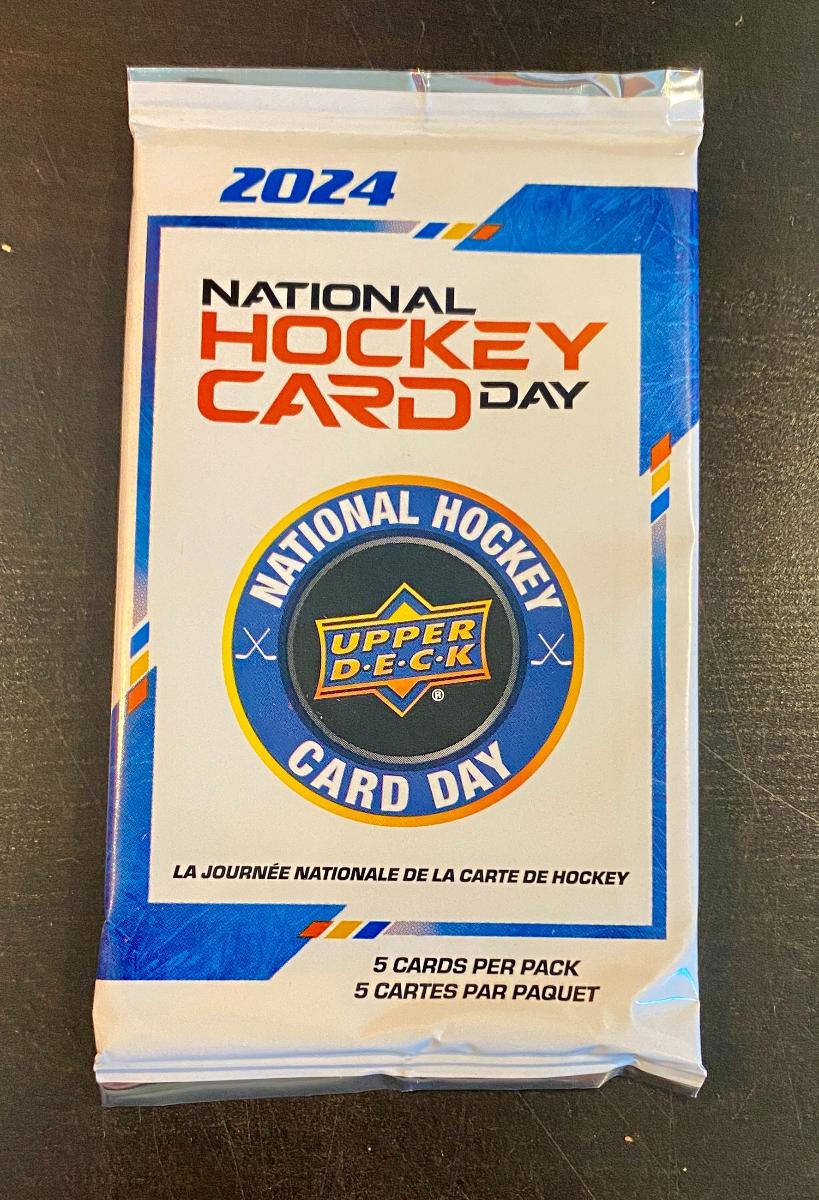 2024
NATIONAL
HOCKEY
CARD DAY
NATIONAL HOCKEY
UPPER
D·E·C·K
®
CARD DAY
LA JOURNÉE NATIONALE DE LA CARTE DE HOCKEY
5 CARDS PER PACK
5 CARTES PAR PAQUET